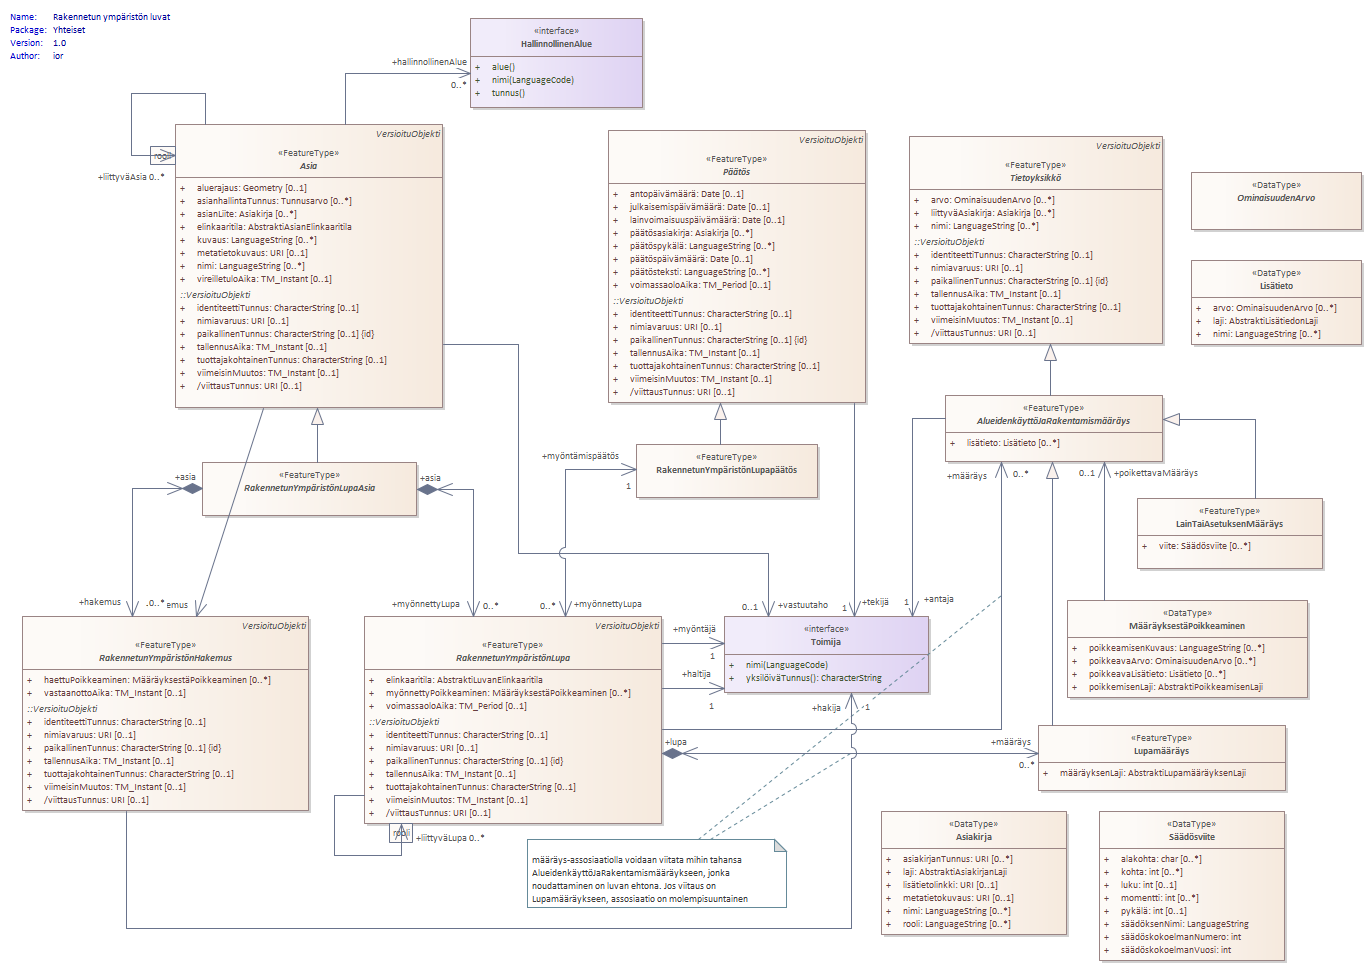 Name: Rakennetun ympäristön luvat
Package: Yhteiset
Version: 1.0
Author: ior
«interface»
HallinnollinenAlue
+ alue()
+ nimi(LanguageCode)
+ tunnus()
+hallinnollinenAlue
0..*
VersioituObjekti
«FeatureType»
Asia
+ aluerajaus: Geometry [0..1]
+ asianhallintaTunnus: Tunnusarvo [0..*]
+ asianLiite: Asiakirja [0..*]
+ elinkaaritila: AbstraktiAsianElinkaaritila
+ kuvaus: LanguageString [0..*]
+ metatietokuvaus: URI [0..1]
+ nimi: LanguageString [0..*]
+ vireilletuloAika: TM_Instant [0..1]
::VersioituObjekti
+ identiteettiTunnus: CharacterString [0..1]
+ nimiavaruus: URI [0..1]
+ paikallinenTunnus: CharacterString [0..1] {id}
+ tallennusAika: TM_Instant [0..1]
+ tuottajakohtainenTunnus: CharacterString [0..1]
+ viimeisinMuutos: TM_Instant [0..1]
+ /viittausTunnus: URI [0..1]
rooli
+liittyväAsia 0..*
VersioituObjekti
«FeatureType»
Päätös
+ antopäivämäärä: Date [0..1]
+ julkaisemispäivämäärä: Date [0..1]
+ lainvoimaisuuspäivämäärä: Date [0..1]
+ päätösasiakirja: Asiakirja [0..*]
+ päätöspykälä: LanguageString [0..*]
+ päätöspäivämäärä: Date [0..1]
+ päätösteksti: LanguageString [0..*]
+ voimassaoloAika: TM_Period [0..1]
::VersioituObjekti
+ identiteettiTunnus: CharacterString [0..1]
+ nimiavaruus: URI [0..1]
+ paikallinenTunnus: CharacterString [0..1] {id}
+ tallennusAika: TM_Instant [0..1]
+ tuottajakohtainenTunnus: CharacterString [0..1]
+ viimeisinMuutos: TM_Instant [0..1]
+ /viittausTunnus: URI [0..1]
VersioituObjekti
«FeatureType»
Tietoyksikkö
+ arvo: OminaisuudenArvo [0..*]
+ liittyväAsiakirja: Asiakirja [0..*]
+ nimi: LanguageString [0..*]
::VersioituObjekti
+ identiteettiTunnus: CharacterString [0..1]
+ nimiavaruus: URI [0..1]
+ paikallinenTunnus: CharacterString [0..1] {id}
+ tallennusAika: TM_Instant [0..1]
+ tuottajakohtainenTunnus: CharacterString [0..1]
+ viimeisinMuutos: TM_Instant [0..1]
+ /viittausTunnus: URI [0..1]
«DataType»
OminaisuudenArvo
«DataType»
Lisätieto
+ arvo: OminaisuudenArvo [0..*]
+ laji: AbstraktiLisätiedonLaji
+ nimi: LanguageString [0..*]
«FeatureType»
AlueidenkäyttöJaRakentamismääräys
+ lisätieto: Lisätieto [0..*]
+määräys 0..*
0..1 +poikettavaMääräys
«FeatureType»
RakennetunYmpäristönLupaAsia
+asia
+asia
«FeatureType»
RakennetunYmpäristönLupapäätös
+myöntämispäätös
1
«FeatureType»
LainTaiAsetuksenMääräys
+ viite: Säädösviite [0..*]
+hakemus .0..* emus
+myönnettyLupa 0..*
0..* +myönnettyLupa
0..1 +vastuutaho
1 +tekijä
1 +antaja
VersioituObjekti
«FeatureType»
RakennetunYmpäristönHakemus
+ haettuPoikkeaminen: MääräyksestäPoikkeaminen [0..*]
+ vastaanottoAika: TM_Instant [0..1]
::VersioituObjekti
+ identiteettiTunnus: CharacterString [0..1]
+ nimiavaruus: URI [0..1]
+ paikallinenTunnus: CharacterString [0..1] {id}
+ tallennusAika: TM_Instant [0..1]
+ tuottajakohtainenTunnus: CharacterString [0..1]
+ viimeisinMuutos: TM_Instant [0..1]
+ /viittausTunnus: URI [0..1]
VersioituObjekti
«FeatureType»
RakennetunYmpäristönLupa
+ elinkaaritila: AbstraktiLuvanElinkaaritila
+ myönnettyPoikkeaminen: MääräyksestäPoikkeaminen [0..*]
+ voimassaoloAika: TM_Period [0..1]
::VersioituObjekti
+ identiteettiTunnus: CharacterString [0..1]
+ nimiavaruus: URI [0..1]
+ paikallinenTunnus: CharacterString [0..1] {id}
+ tallennusAika: TM_Instant [0..1]
+ tuottajakohtainenTunnus: CharacterString [0..1]
+ viimeisinMuutos: TM_Instant [0..1]
+ /viittausTunnus: URI [0..1]
rooli
+liittyväLupa 0..*
+myöntäjä
1
+haltija
1
«interface»
Toimija
+ nimi(LanguageCode)
+ yksilöiväTunnus(): CharacterString
+hakija 1
«DataType»
MääräyksestäPoikkeaminen
+ poikkeamisenKuvaus: LanguageString [0..*]
+ poikkeavaArvo: OminaisuudenArvo [0..*]
+ poikkeavaLisätieto: Lisätieto [0..*]
+ poikkemisenLaji: AbstraktiPoikkeamisenLaji
+lupa
+määräys
0..*
«FeatureType»
Lupamääräys
+ määräyksenLaji: AbstraktiLupamääräyksenLaji
määräys-assosiaatiolla voidaan viitata mihin tahansa
AlueidenkäyttöJaRakentamismääräykseen, jonka
noudattaminen on luvan ehtona. Jos viitaus on
Lupamääräykseen, assosiaatio on molempisuuntainen
«DataType»
Asiakirja
+ asiakirjanTunnus: URI [0..*]
+ laji: AbstraktiAsiakirjanLaji
+ lisätietolinkki: URI [0..1]
+ metatietokuvaus: URI [0..1]
+ nimi: LanguageString [0..*]
+ rooli: LanguageString [0..*]
«DataType»
Säädösviite
+ alakohta: char [0..*]
+ kohta: int [0..*]
+ luku: int [0..1]
+ momentti: int [0..*]
+ pykälä: int [0..1]
+ säädöksenNimi: LanguageString
+ säädöskokoelmanNumero: int
+ säädöskokoelmanVuosi: int